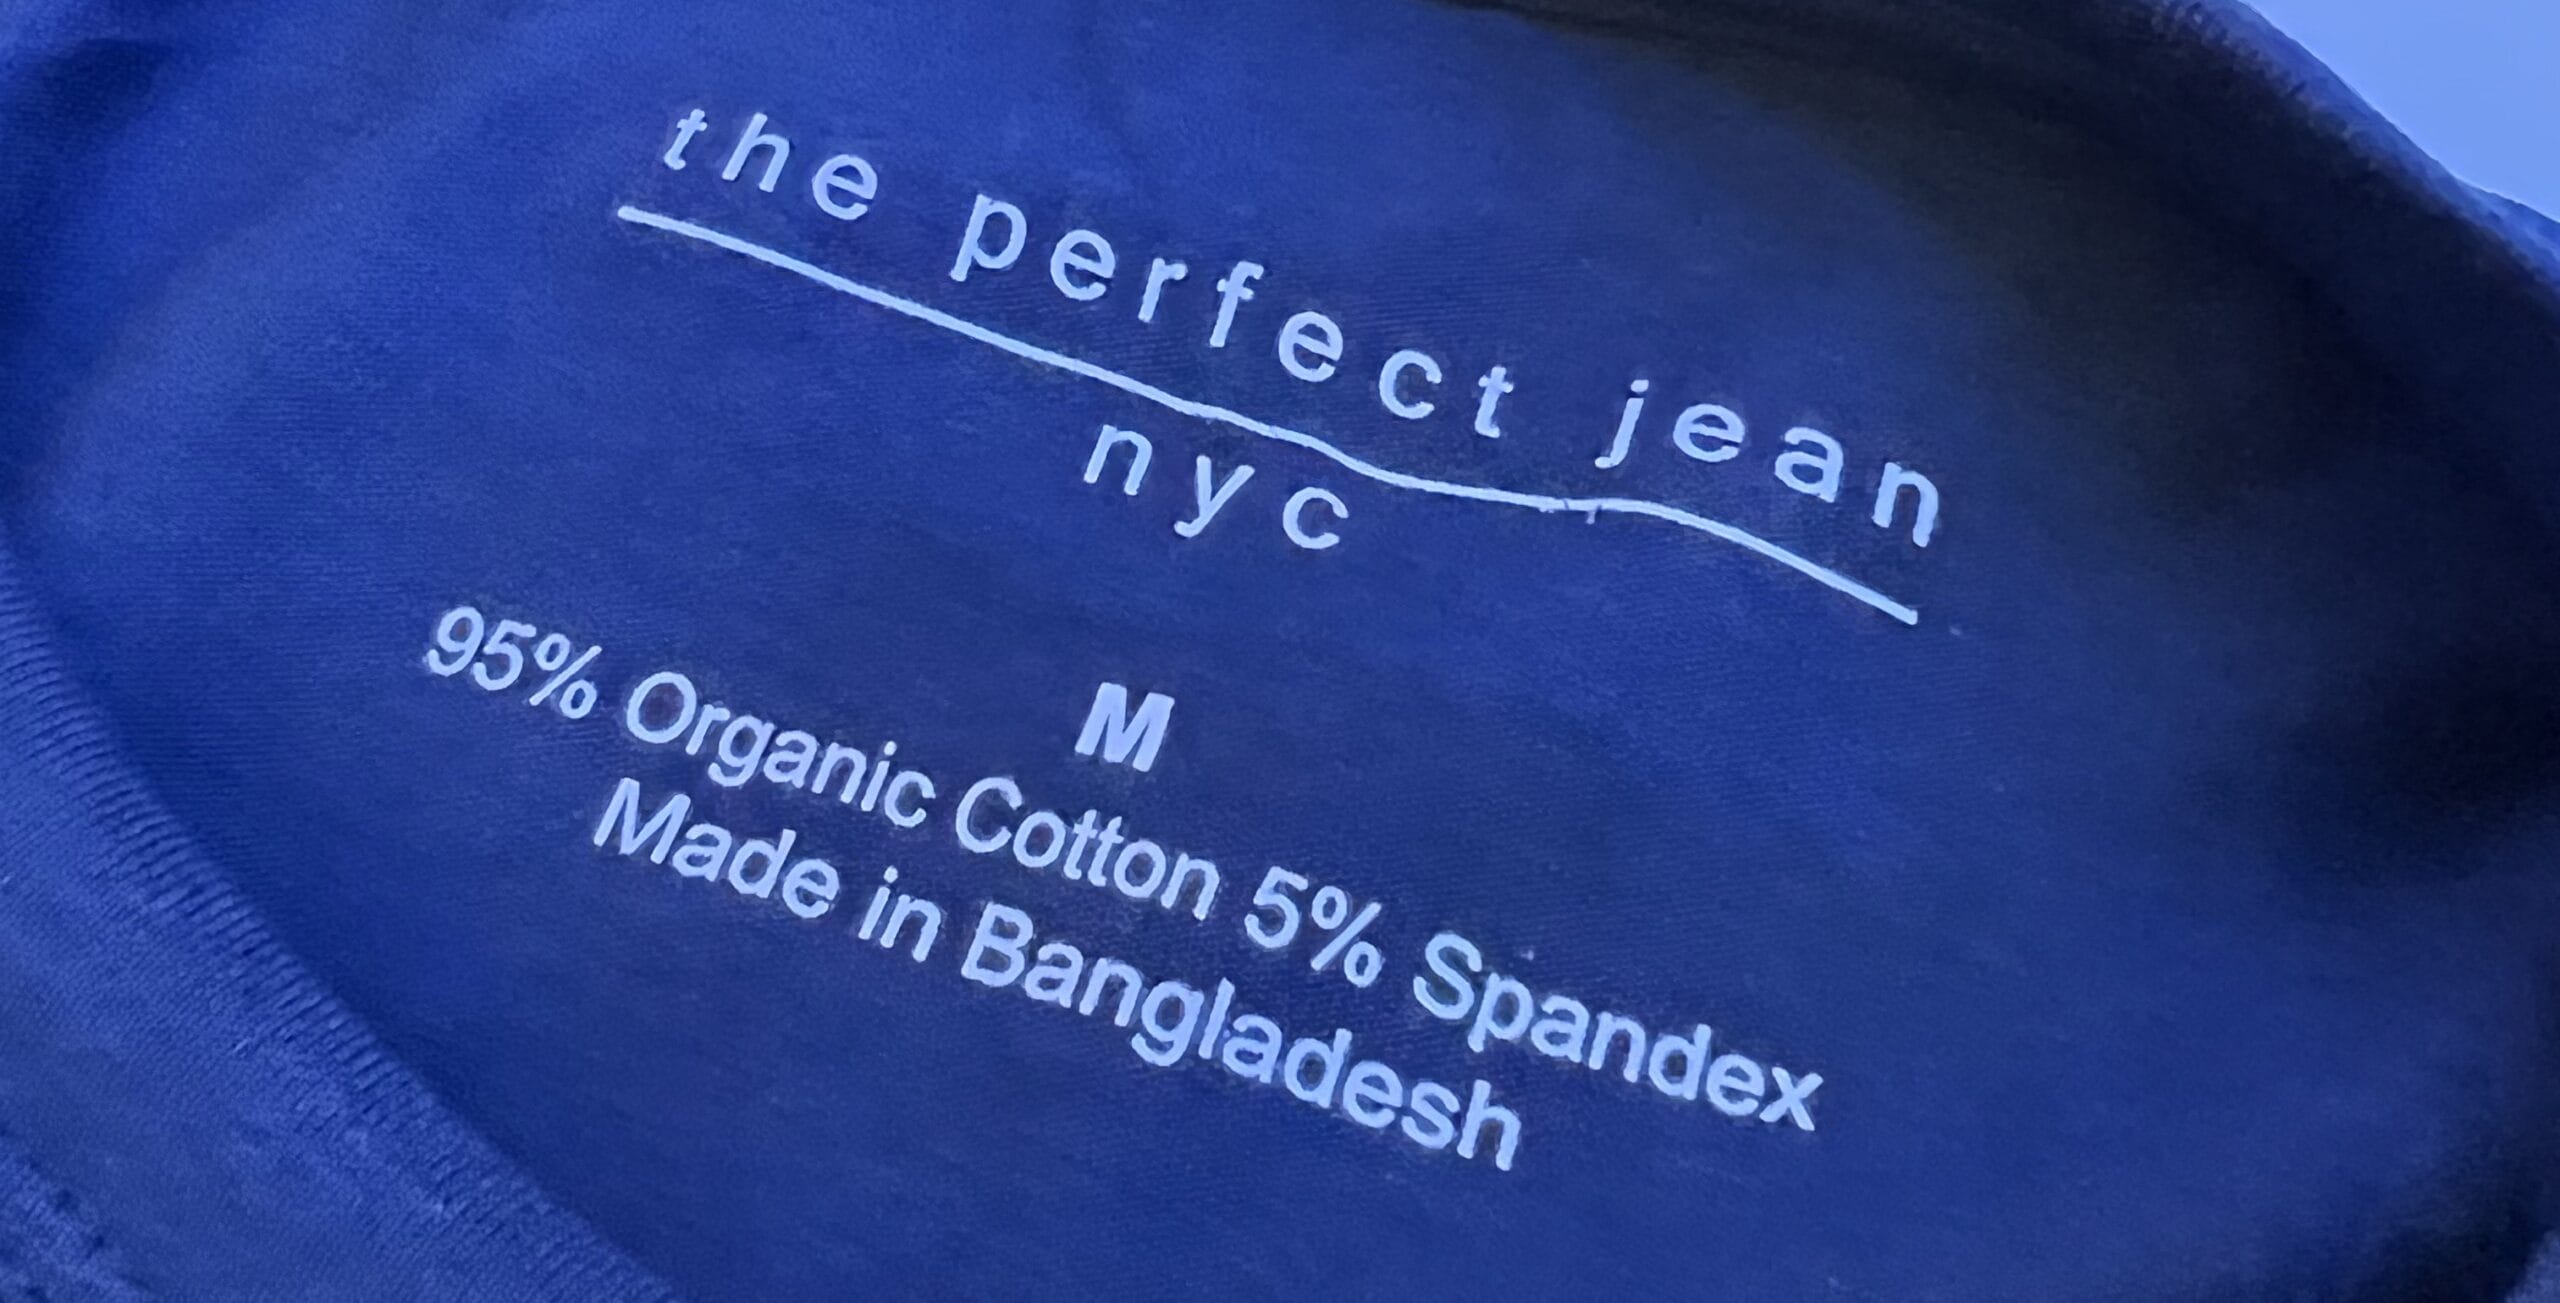 the perfect jean
nyc
M
95% Organic Cotton 5% Spandex
Made in Bangladesh